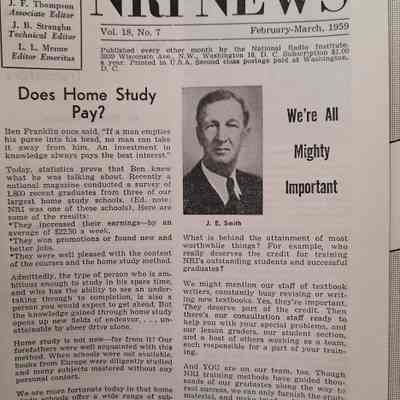 J. F. Thompson
Associate Editor
J. B. Straughn
Technical Editor
L. L. Menne
Editor Emeritus
NRI NEWS
Vol. 18, No. 7
February-March, 1959
Published every other month by the National Radio Institute,
3939 Wisconsin Ave., N.W., Washington 16, D. C. Subscription $1.00
a year. Printed in U.S.A. Second class postage paid at Washington,
D. C.
Does Home Study
Pay?
Ben Franklin once said, "If a man empties
his purse into his head, no man can take
it away from him. An investment in
knowledge always pays the best interest."
Today, statistics prove that Ben knew
what he was talking about. Recently a
national magazine conducted a survey of
1,800 recent graduates from three of our
largest home study schools. (Ed. note:
NRI was one of these schools). Here are
some of the results:
*They increased their earnings—by an
average of $22.30 a week.
*They won promotions or found new and
better jobs.
*They were well pleased with the content
of the courses and the home study method.
Admittedly, the type of person who is am-
bitious enough to study in his spare time,
and who has the ability to see an under-
taking through to completion, is also a
person you would expect to get ahead. But
the knowledge gained through home study
opens up new fields of endeavor, . . . un-
attainable by sheer drive alone.
Home study is not new—far from it! Our
forefathers were well acquainted with this
method. When schools were not available,
books from Europe were diligently studied
and many subjects mastered without any
personal contact.
We are more fortunate today in that home
study schools offer a wide range of sub-
J. E. Smith
We're All
Mighty
Important
What is behind the attainment of most
worthwhile things? For example, who
really deserves the credit for training
NRI's outstanding students and successful
graduates?
We might mention our staff of textbook
writers, constantly busy revising or writ-
ing new textbooks. Yes, they're important.
They deserve part of the credit. Then
there's our consultation staff ready to
help you with your special problems, and
our lesson graders, our student section,
and a host of others working as a team,
each responsible for a part of your train-
ing.
And YOU are on our team, too. Though
NRI training methods have guided thou-
sands of our graduates along the way to
success, we can only furnish the study